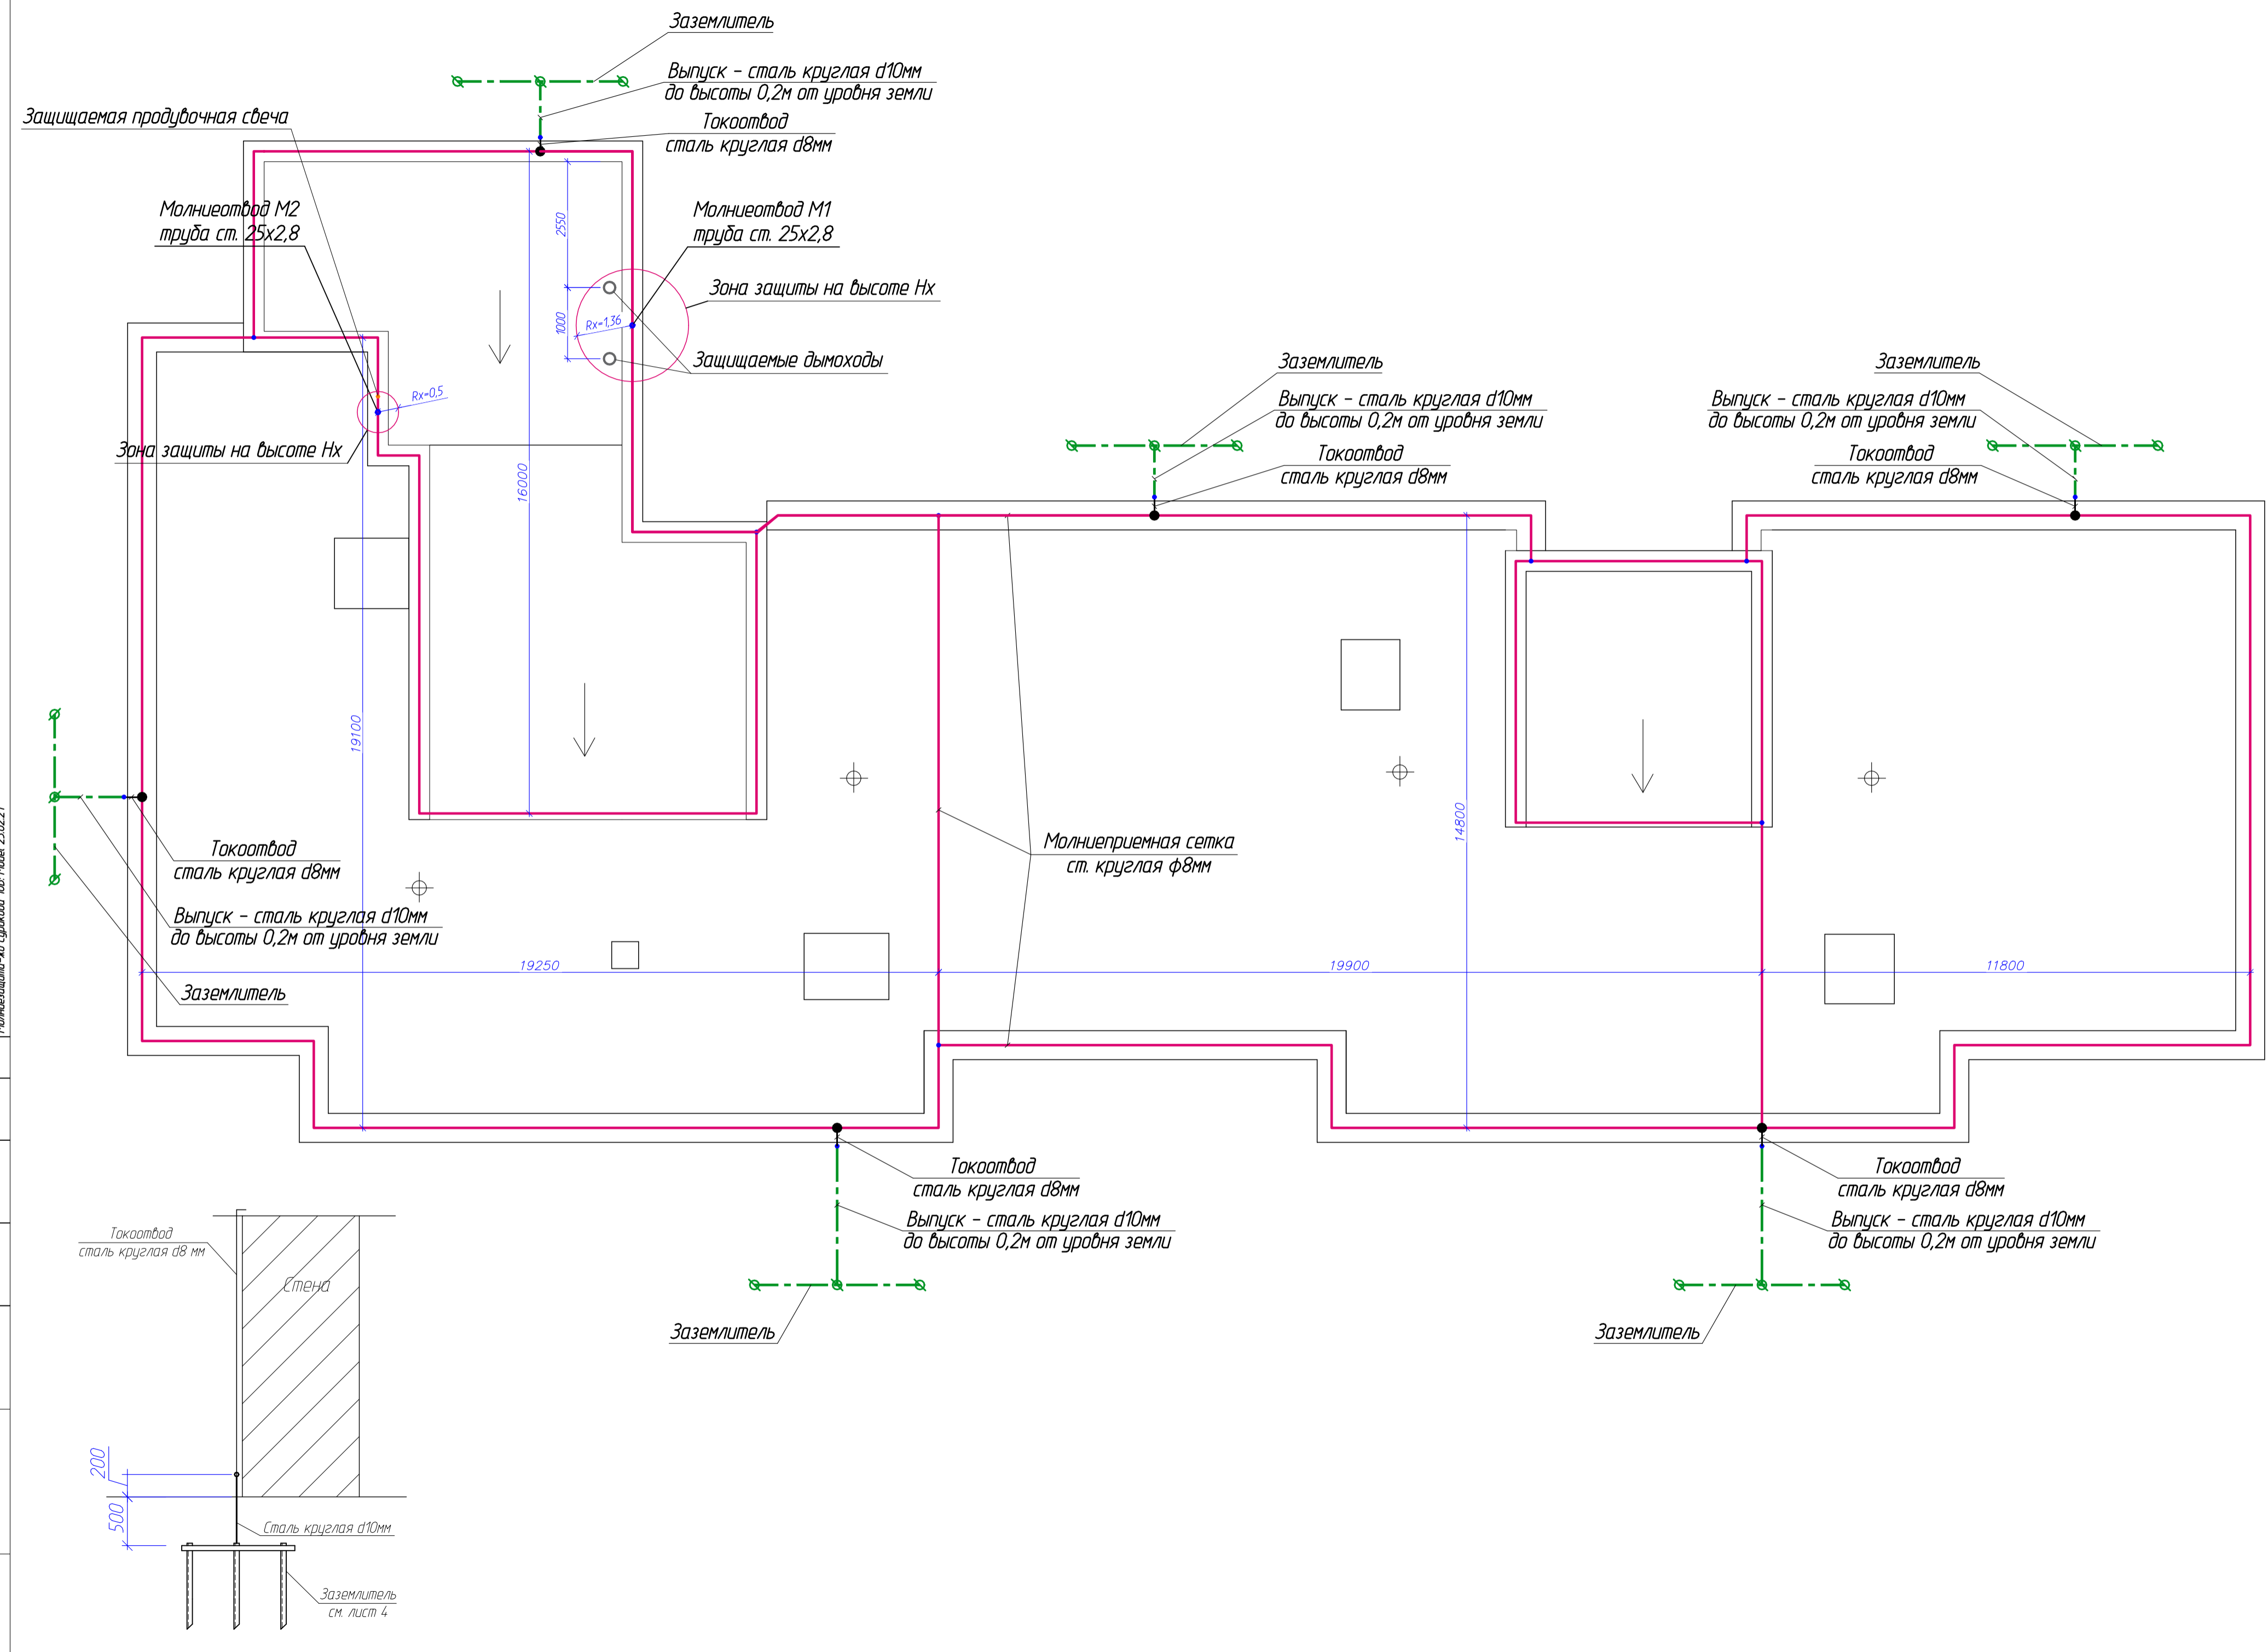 Заземлитель
Выпуск - сталь круглая d10мм
до высоты 0,2м от уровня земли
Защищаемая продувочная свеча
Токоотвод
сталь круглая d8мм
Молниеотвод М2
труба ст. 25х2,8
Молниеотвод М1
труба ст. 25х2,8
2550
1000
Зона защиты на высоте Hx
Rx=1,36
Защищаемые дымоходы
Rx=0,5
Зона защиты на высоте Hx
16000
19100
Заземлитель
Выпуск - сталь круглая d10мм
до высоты 0,2м от уровня земли
Токоотвод
сталь круглая d8мм
Заземлитель
Выпуск - сталь круглая d10мм
до высоты 0,2м от уровня земли
Токоотвод
сталь круглая d8мм
14800
Молниеприемная сетка
ст. круглая ф8мм
Токоотвод
сталь круглая d8мм
Выпуск - сталь круглая d10мм
до высоты 0,2м от уровня земли
Заземлитель
19250
19900
11800
Токоотвод
сталь круглая d8мм
Выпуск - сталь круглая d10мм
до высоты 0,2м от уровня земли
Заземлитель
Токоотвод
сталь круглая d8мм
Выпуск - сталь круглая d10мм
до высоты 0,2м от уровня земли
Заземлитель
Токоотвод
сталь круглая d8 мм
Стена
200
500
Сталь круглая d10мм
Заземлитель
см. лист 4